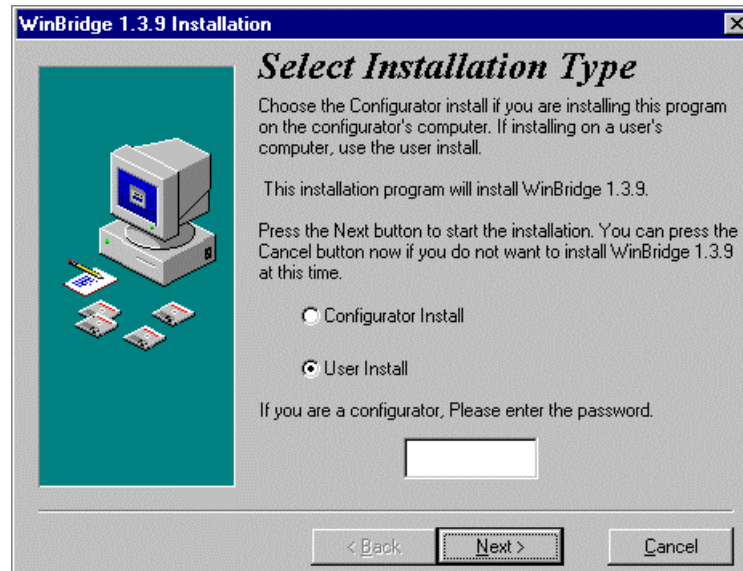 WinBridge 1.3.9 Installation
Select Installation Type
Choose the Configurator install if you are installing this program
on the configurator's computer. If installing on a user's
computer, use the user install.
This installation program will install WinBridge 1.3.9.
Press the Next button to start the installation. You can press the
Cancel button now if you do not want to install WinBridge 1.3.9
at this time.
Configurator Install
User Install
If you are a configurator, Please enter the password.
< Back
Next >
Cancel